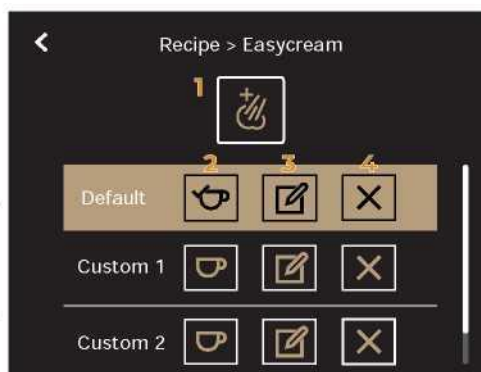 Recipe > Easycream
1
2 3 4
Default
Custom 1
Custom 2